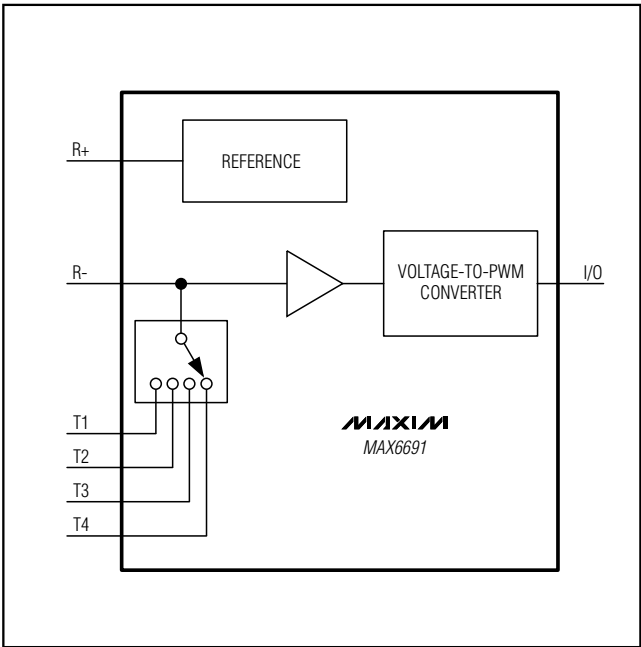 R+
REFERENCE
R-
VOLTAGE-TO-PWM
CONVERTER
I/O
T1
T2
T3
T4
MAXIM
MAX6691